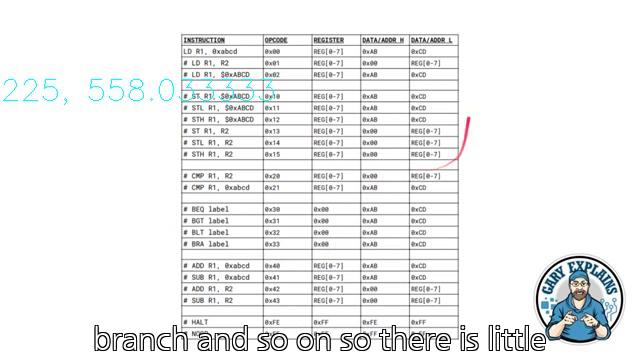 INSTRUCTION OPCODE REGISTER DATA/ADDR H DATA/ADDR L
LD R1, 0xabcd 0x00 REG[0-7] 0xAB 0xCD
# LD R1, R2 0x01 REG[0-7] 0x00 REG[0-7]
# LD R1, $0xABCD 0x02 REG[0-7] 0xAB 0xCD
225, 558.033333
# ST R1, $0xABCD 0x10 REG[0-7] 0xAB 0xCD
# STL R1, $0xABCD 0x11 REG[0-7] 0xAB 0xCD
# STH R1, $0xABCD 0x12 REG[0-7] 0xAB 0xCD
# ST R1, R2 0x13 REG[0-7] 0x00 REG[0-7]
# STL R1, R2 0x14 REG[0-7] 0x00 REG[0-7]
# STH R1, R2 0x15 REG[0-7] 0x00 REG[0-7]
# CMP R1, R2 0x20 REG[0-7] 0x00 REG[0-7]
# CMP R1, 0xabcd 0x21 REG[0-7] 0xAB 0xCD
# BEQ label 0x30 0x00 0xAB 0xCD
# BGT label 0x31 0x00 0xAB 0xCD
# BLT label 0x32 0x00 0xAB 0xCD
# BRA label 0x33 0x00 0xAB 0xCD
# ADD R1, 0xabcd 0x40 REG[0-7] 0xAB 0xCD
# SUB R1, 0xabcd 0x41 REG[0-7] 0xAB 0xCD
# ADD R1, R2 0x42 REG[0-7] 0x00 REG[0-7]
# SUB R1, R2 0x43 REG[0-7] 0x00 REG[0-7]
# HALT 0xFE 0xFF 0xFE 0xFF
GARY EXPLAINS
branch and so on so there is little